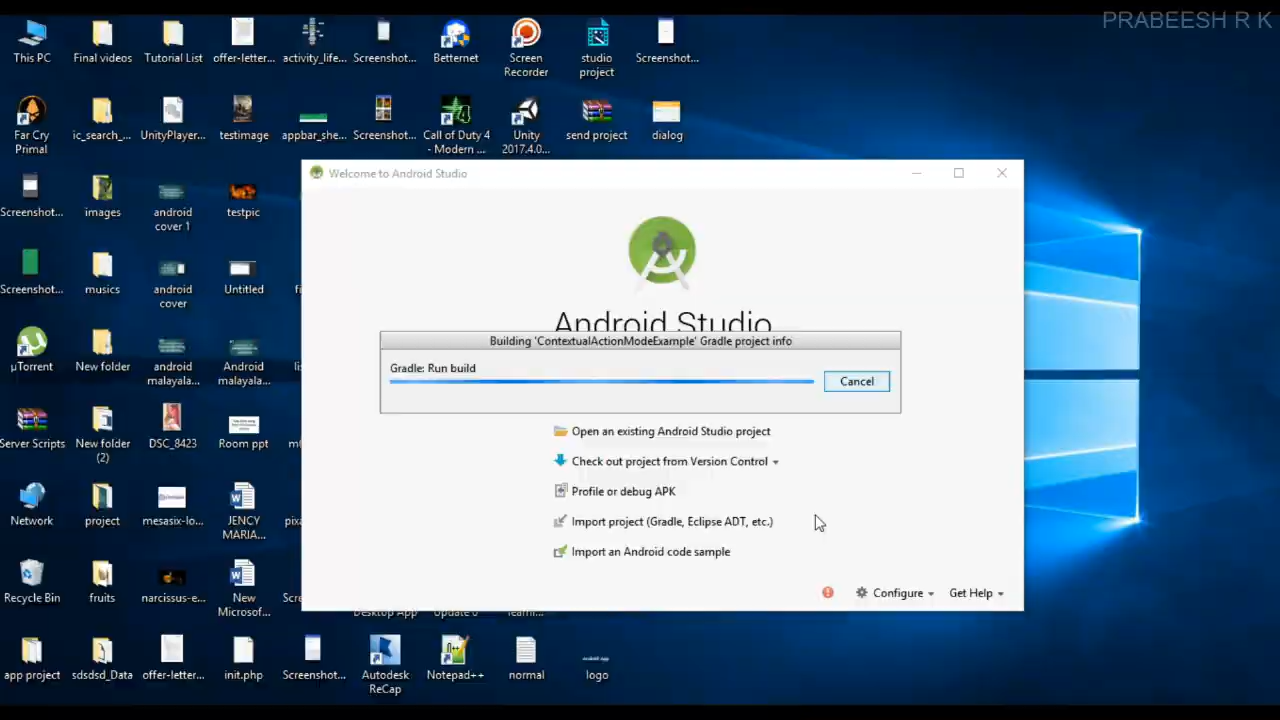 PRABEESH R K
This PC
Final videos
Tutorial List
offer-letter...
activity_life...
Screenshot...
Betternet
Screen
Recorder
studio
project
Screenshot...
Far Cry
Primal
ic_search_...
UnityPlayer...
testimage
appbar_she...
Screenshot...
Call of Duty 4
- Modern ...
Unity
2017.4.0...
send project
dialog
Screenshot...
images
android
cover 1
testpic
Screenshot...
musics
android
cover
Untitled
µTorrent
New folder
android
malayala...
Android
malayala...
Server Scripts
New folder
(2)
DSC_8423
Room ppt
Network
project
mesasix-lo...
JENCY
MARIA...
Recycle Bin
fruits
narcissus-e...
New
Microsof...
app project
sdsdsd_Data
offer-letter...
init.php
Screenshot...
Autodesk
ReCap
Notepad++
normal
logo
Welcome to Android Studio
Android Studio
Building 'ContextualActionModeExample' Gradle project info
Gradle: Run build
Cancel
Open an existing Android Studio project
Check out project from Version Control
Profile or debug APK
Import project (Gradle, Eclipse ADT, etc.)
Import an Android code sample
Configure
Get Help